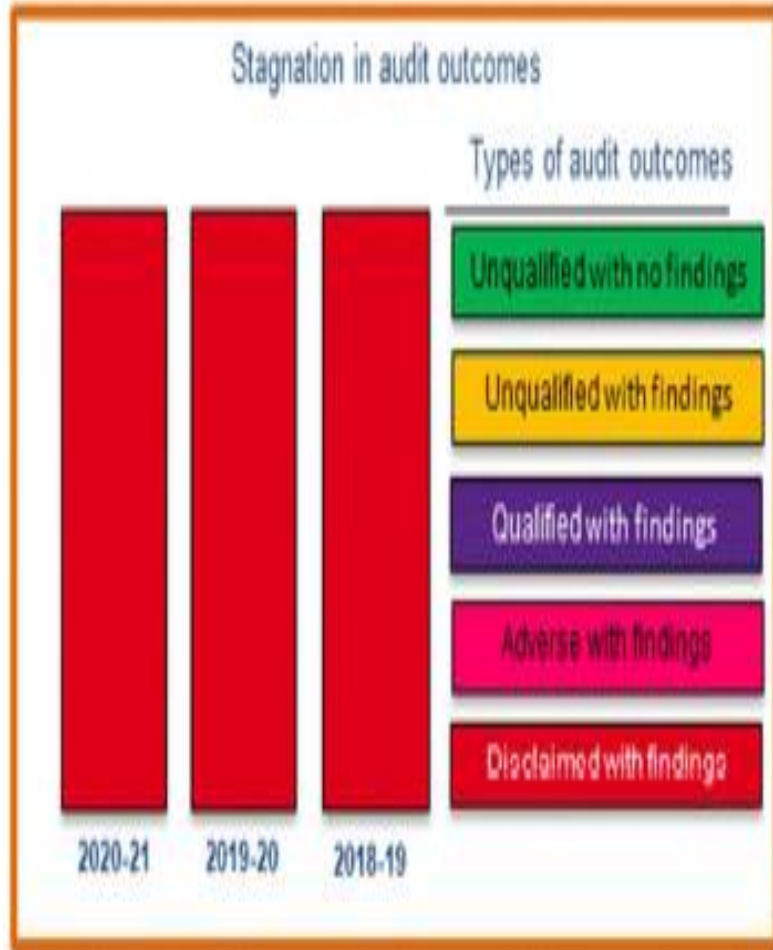 Stagnation in audit outcomes
Types of audit outcomes
Unqualified with no findings
Unqualified with findings
Qualified with findings
Adverse with findings
Disclaimed with findings
2020-21
2019-20
2018-19